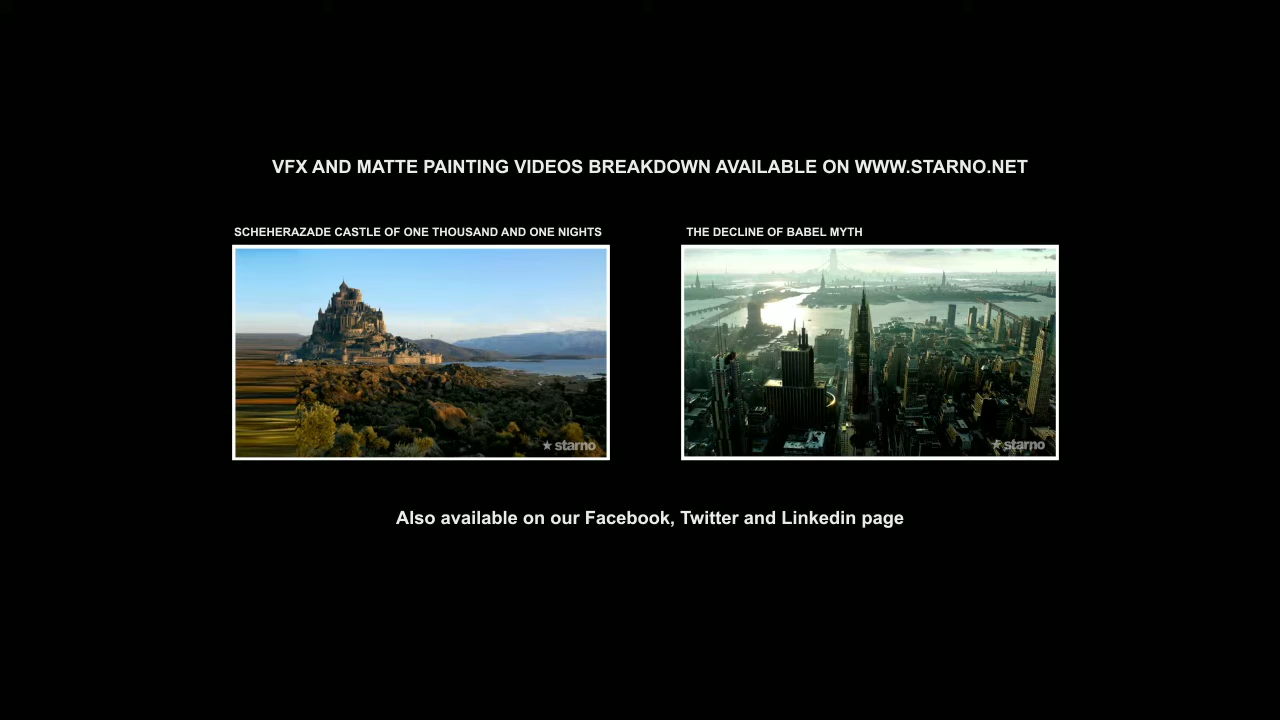 VFX AND MATTE PAINTING VIDEOS BREAKDOWN AVAILABLE ON WWW.STARNO.NET
SCHEHERAZADE CASTLE OF ONE THOUSAND AND ONE NIGHTS
THE DECLINE OF BABEL MYTH
starno
starno
Also available on our Facebook, Twitter and Linkedin page